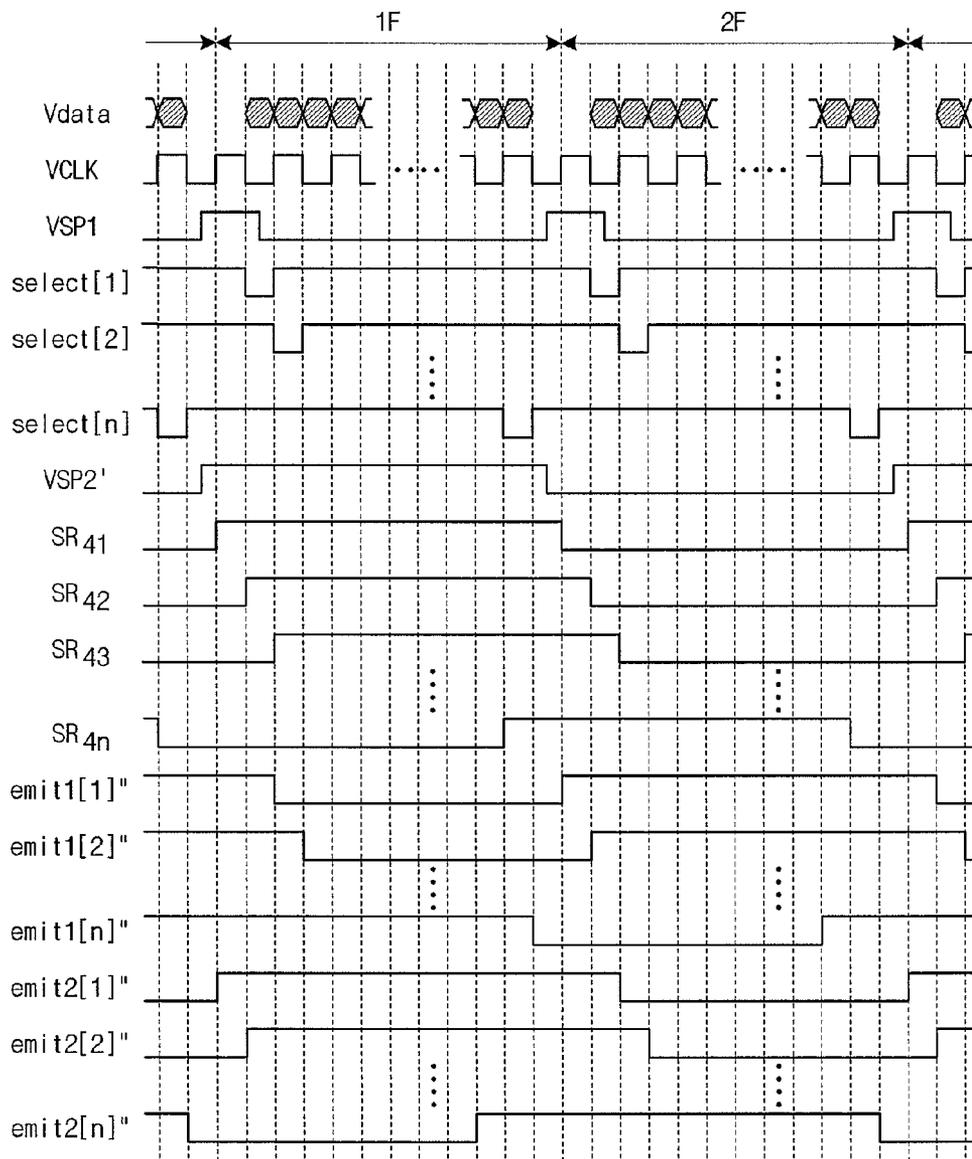 1F 2F
Vdata
VCLK
VSP1
select[1]
select[2]
select[n]
VSP2'
SR41
SR42
SR43
SR4n
emit1[1]"
emit1[2]"
emit1[n]"
emit2[1]"
emit2[2]"
emit2[n]"